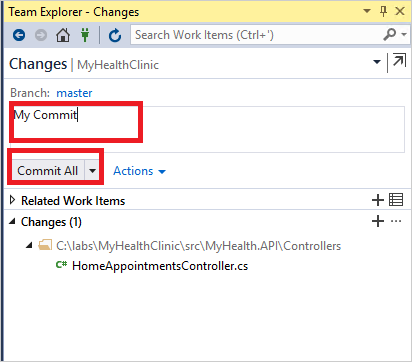 Team Explorer - Changes
Search Work Items (Ctrl+')
Changes | MyHealthClinic
Branch: master
My Commit
Commit All Actions
Related Work Items
Changes (1)
C:\labs\MyHealthClinic\src\MyHealth.API\Controllers
C# HomeAppointmentsController.cs